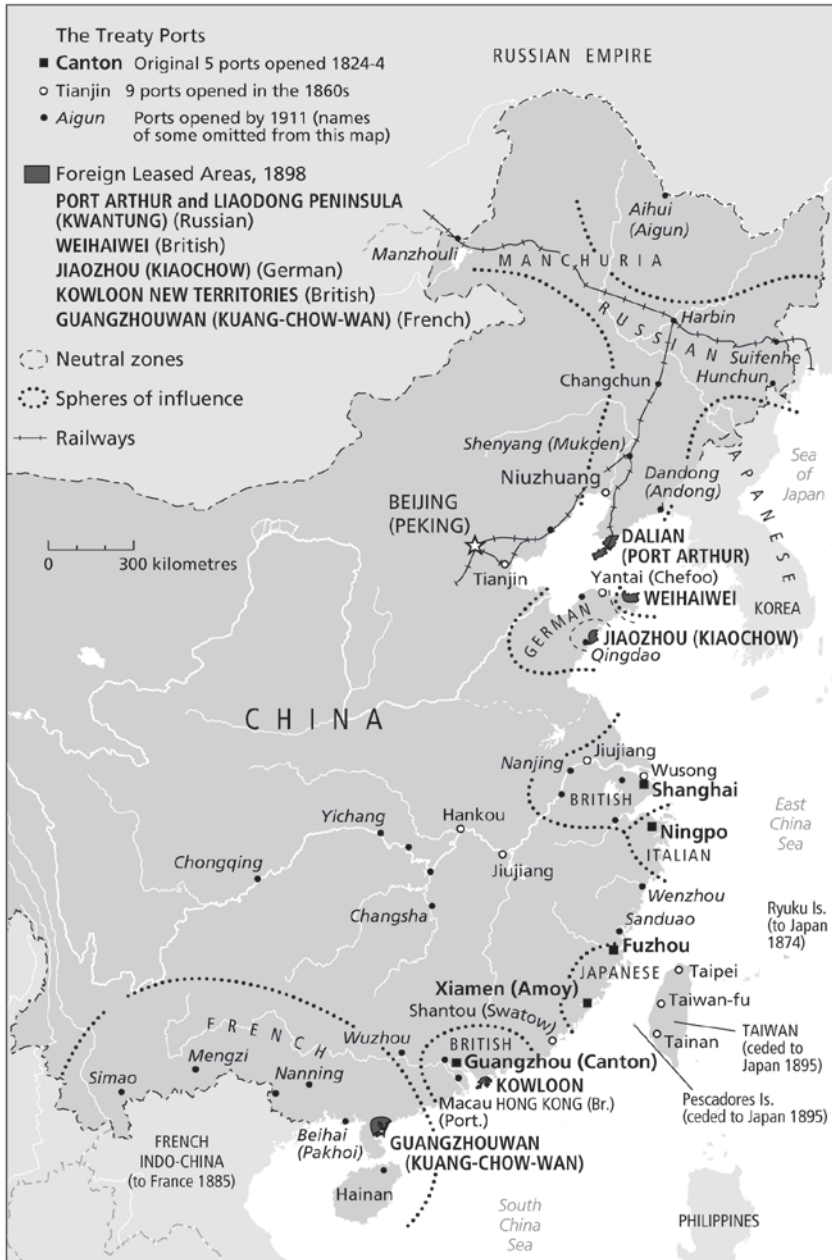 The Treaty Ports
Canton Original 5 ports opened 1824-4
Tianjin 9 ports opened in the 1860s
Aigun Ports opened by 1911 (names
of some omitted from this map)
Foreign Leased Areas, 1898
PORT ARTHUR and LIAODONG PENINSULA
(KWANTUNG) (Russian)
WEIHAIWEI (British)
JIAOZHOU (KIAOCHOW) (German)
KOWLOON NEW TERRITORIES (British)
GUANGZHOUWAN (KUANG-CHOW-WAN) (French)
Neutral zones
Spheres of influence
Railways
0 300 kilometres
RUSSIAN EMPIRE
Aihui
(Aigun)
Manzhouli
MANCHURIA
RUSSIAN
Harbin
Suifenhe
Hunchun
Changchun
Shenyang (Mukden)
Niuzhuang
Dandong
(Andong)
JAPANESE
Sea
of
Japan
BEIJING
(PEKING)
Tianjin
DALIAN
(PORT ARTHUR)
Yantai (Chefoo)
WEIHAIWEI
KOREA
GERMAN
JIAOZHOU (KIAOCHOW)
Qingdao
CHINA
Nanjing
Jiujiang
Wusong
Shanghai
BRITISH
Ningpo
ITALIAN
East
China
Sea
Yichang
Hankou
Jiujiang
Chongqing
Changsha
Wenzhou
Sanduao
Ryuku Is.
(to Japan
1874)
Fuzhou
JAPANESE
Taipei
Xiamen (Amoy)
Shantou (Swatow)
Taiwan-fu
Tainan
TAIWAN
(ceded to
Japan 1895)
Pescadores Is.
(ceded to Japan 1895)
FRENCH
Wuzhou
BRITISH
Guangzhou (Canton)
Mengzi
Nanning
Simao
KOWLOON
Macau
(Port.)
HONG KONG (Br.)
Beihai
(Pakhoi)
GUANGZHOUWAN
(KUANG-CHOW-WAN)
FRENCH
INDO-CHINA
(to France 1885)
Hainan
South
China
Sea
PHILIPPINES